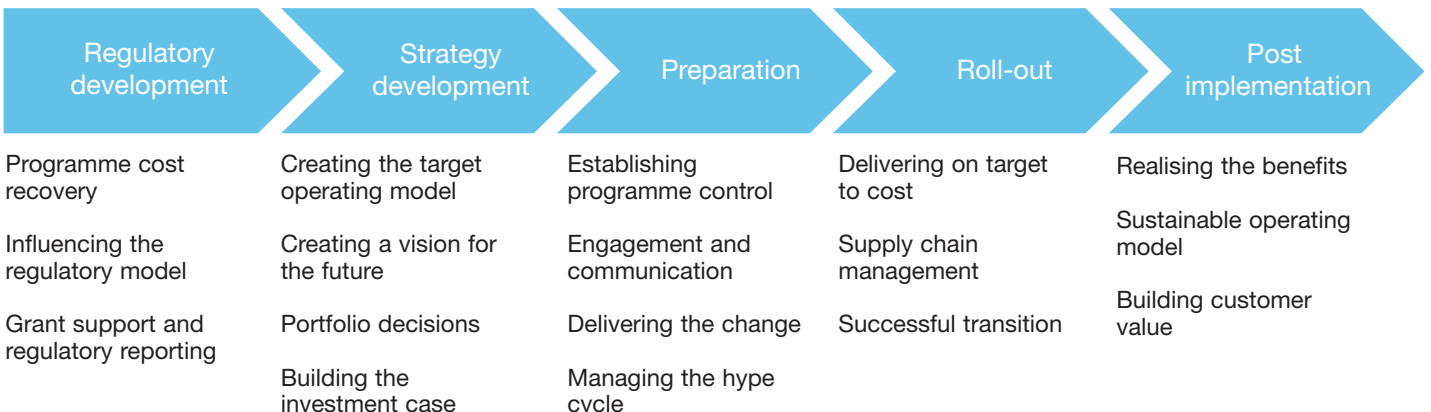 Regulatory
development
Strategy
development
Preparation
Roll-out
Post
implementation
Programme cost
recovery
Influencing the
regulatory model
Grant support and
regulatory reporting
Creating the target
operating model
Creating a vision for
the future
Portfolio decisions
Building the
investment case
Establishing
programme control
Engagement and
communication
Delivering the change
Managing the hype
cycle
Delivering on target
to cost
Supply chain
management
Successful transition
Realising the benefits
Sustainable operating
model
Building customer
value